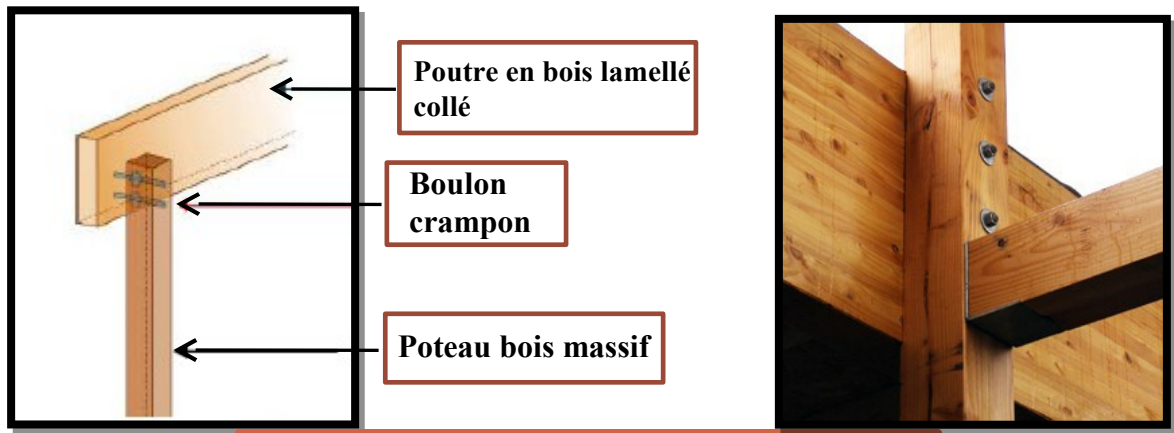 Poutre en bois lamellé
collé
Boulon
crampon
Poteau bois massif